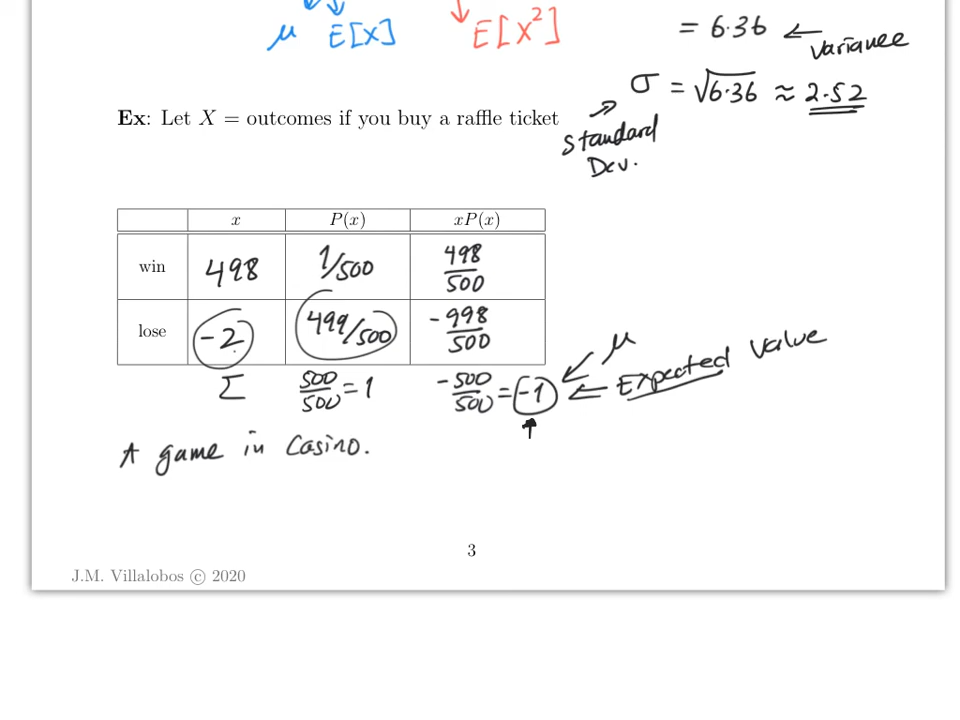 μ E[X] E[X²]
= 6.36 ← Variance
σ = √6.36 ≈ 2.52
Standard
Dev.
Ex: Let X = outcomes if you buy a raffle ticket
x P(x) xP(x)
win 498 1/500 498/500
lose -2 499/500 -998/500
Σ 500/500 = 1 -500/500 = -1 ← Expected Value
μ
A game in Casino.
3
J.M. Villalobos © 2020